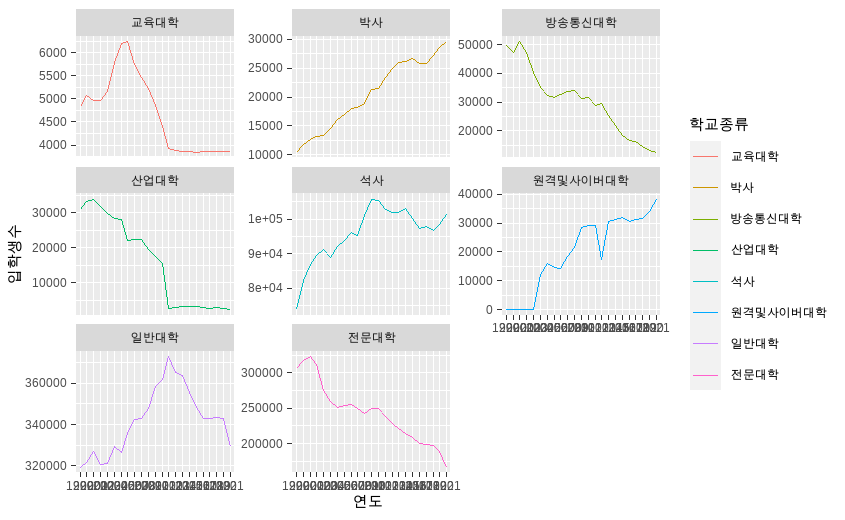 교육대학
박사
방송통신대학
6000
5500
5000
4500
4000
30000
25000
20000
15000
10000
50000
40000
30000
20000
산업대학
석사
원격및사이버대학
30000
20000
10000
1e+05
9e+04
8e+04
40000
30000
20000
10000
0
일반대학
전문대학
360000
340000
320000
300000
250000
200000
연도
입학생수
학교종류
교육대학
박사
방송통신대학
산업대학
석사
원격및사이버대학
일반대학
전문대학